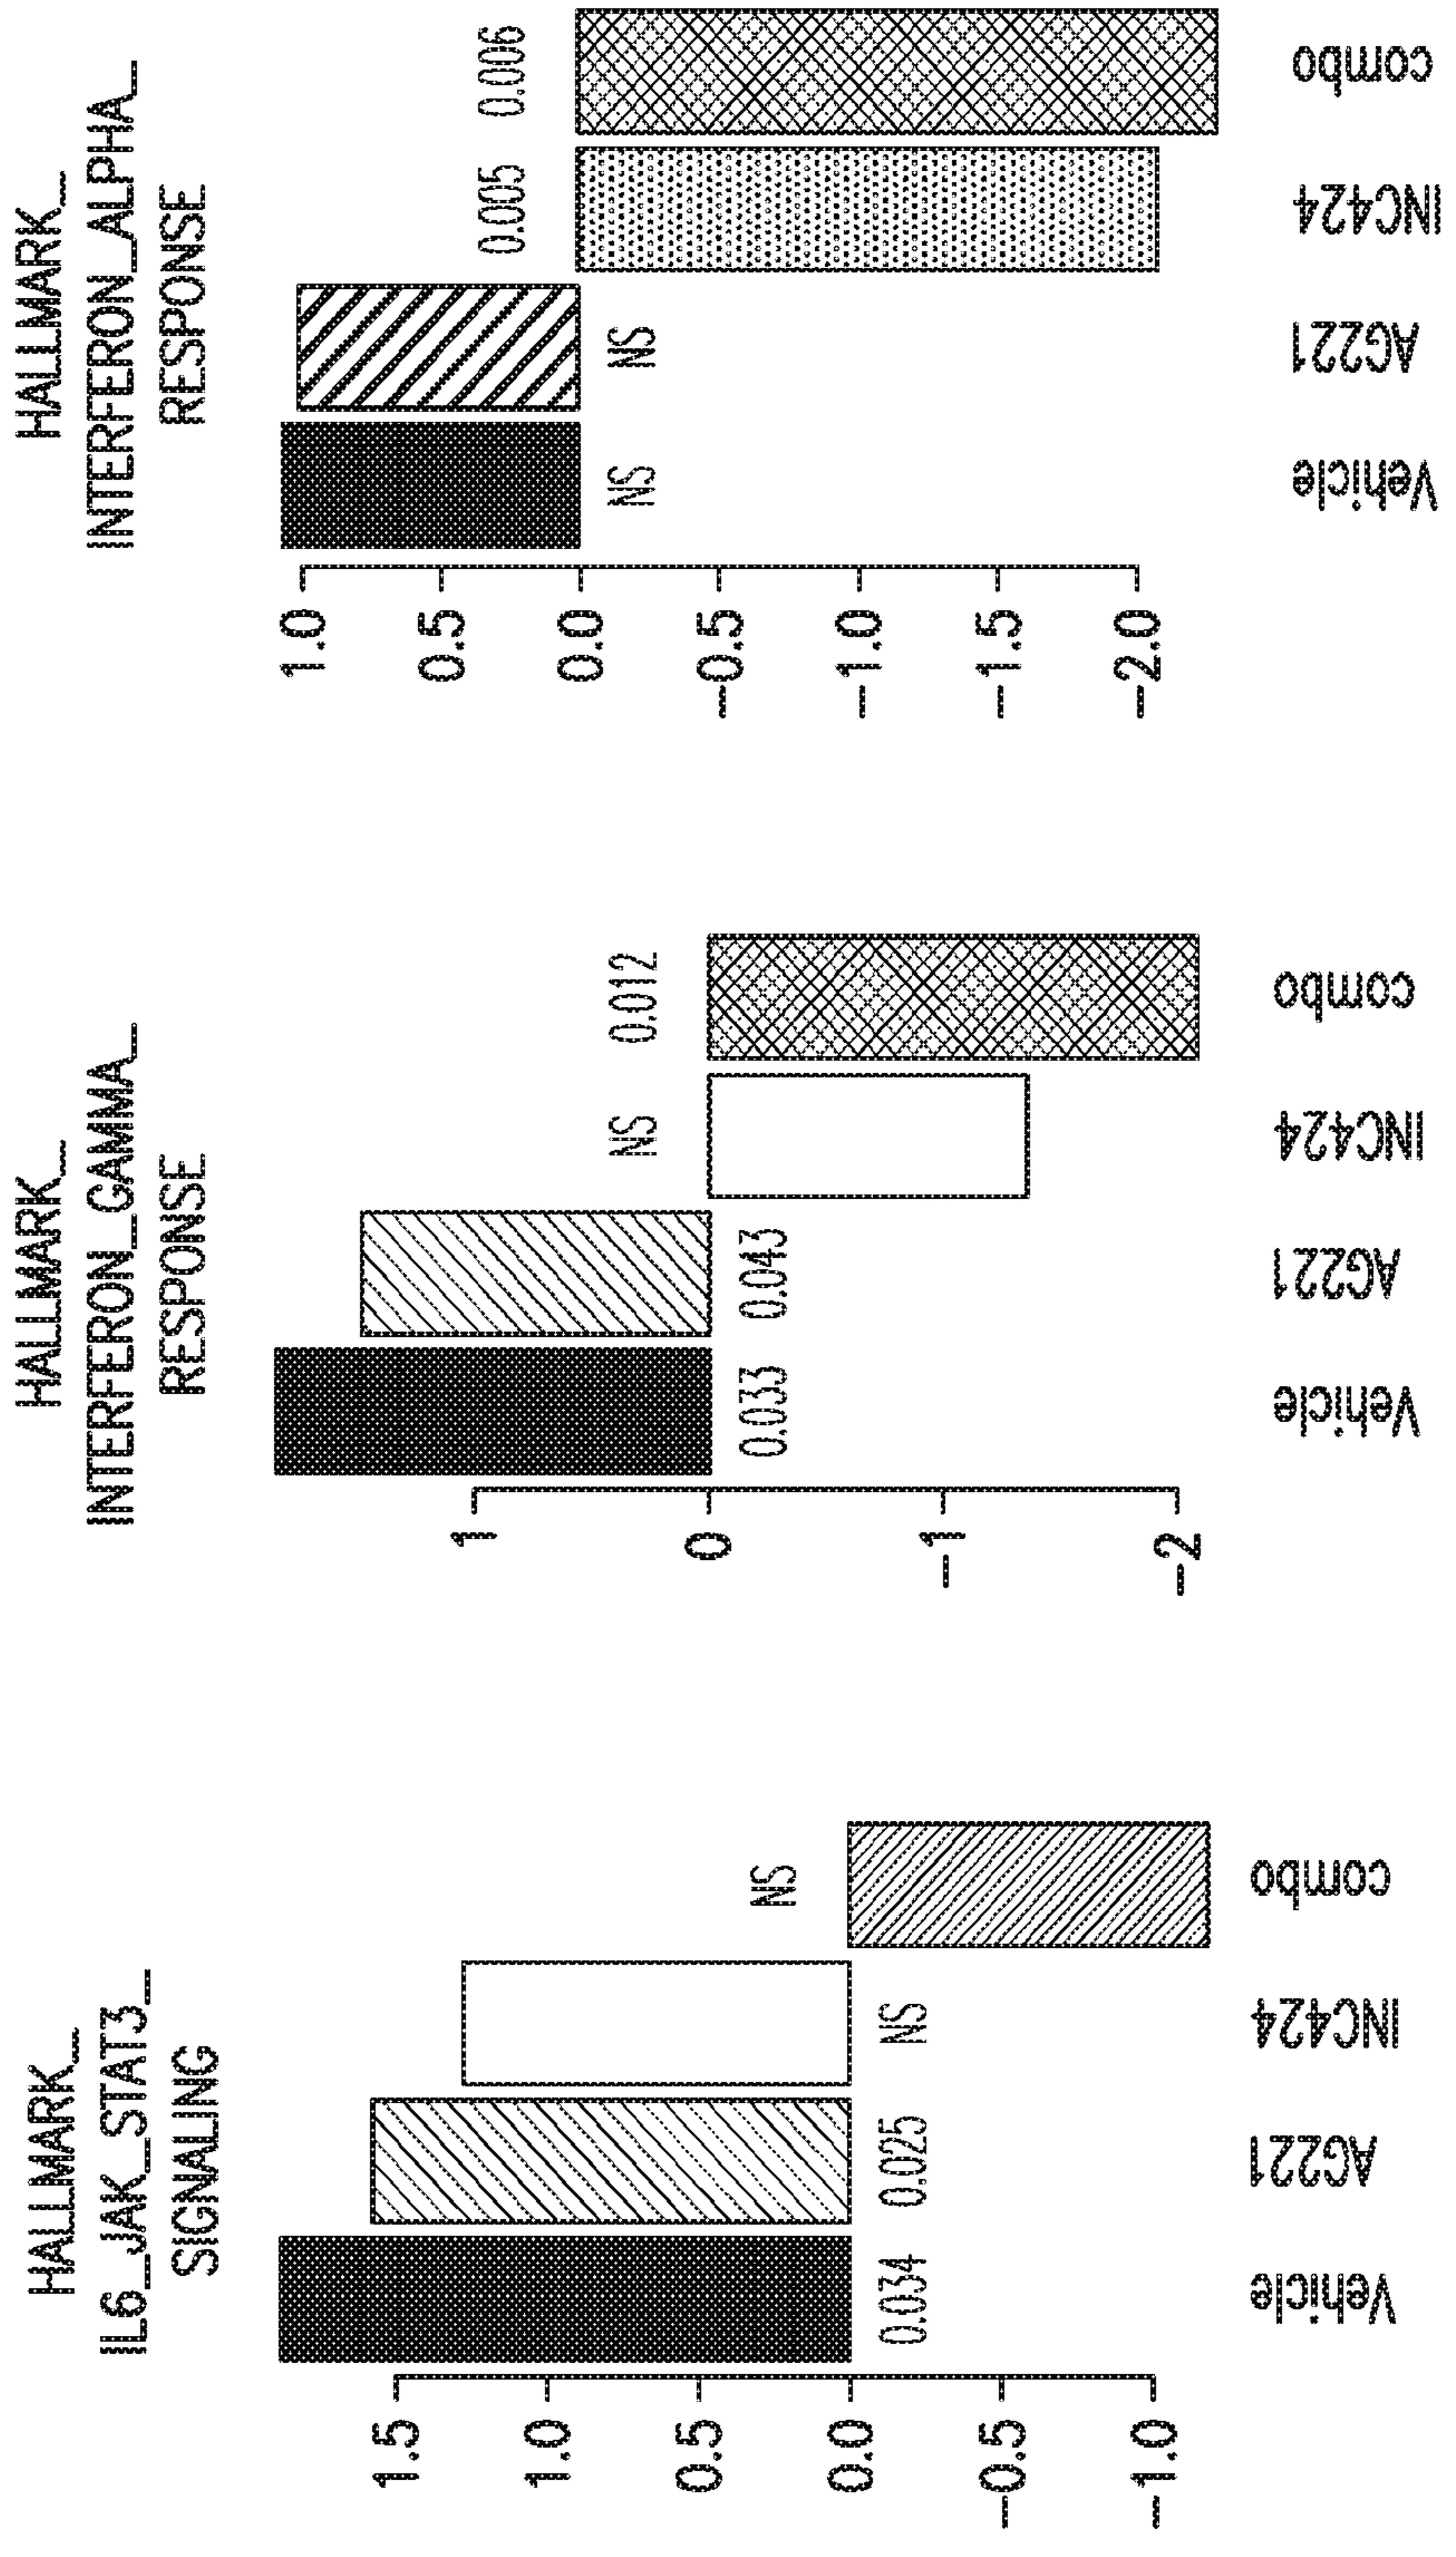 HALLMARK_
IL6_JAK_STAT3_
SIGNALING
1.5
1.0
0.5
0.0
−0.5
−1.0
0.034
0.025
NS
NS
Vehicle
AG221
INC424
combo
HALLMARK_
INTERFERON_GAMMA_
RESPONSE
1
0
−1
−2
0.033
0.043
NS
0.012
Vehicle
AG221
INC424
combo
HALLMARK_
INTERFERON_ALPHA_
RESPONSE
1.0
0.5
0.0
−0.5
−1.0
−1.5
−2.0
NS
NS
0.005
0.006
Vehicle
AG221
INC424
combo